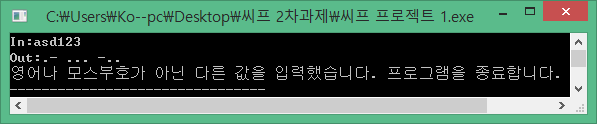 C:₩Users₩Ko--pc₩Desktop₩씨프 2차과제₩씨프 프로젝트 1.exe
In:asd123
Out:.- ... -..
영어나 모스부호가 아닌 다른 값을 입력했습니다. 프로그램을 종료합니다.
--------------------------------